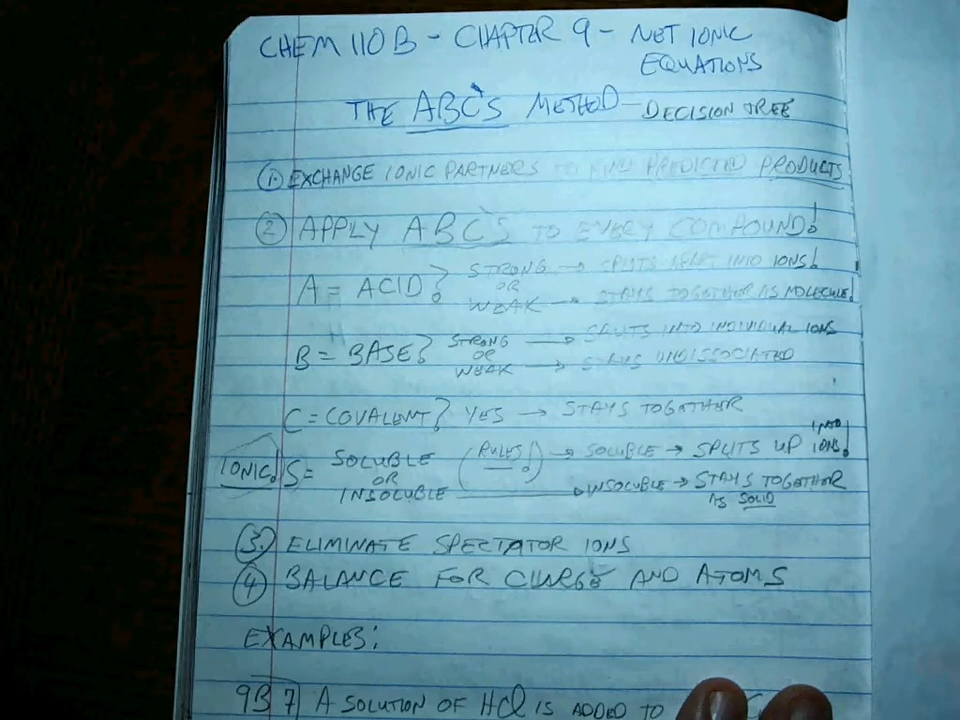 CHEM 110B - CHAPTER 9 - NET IONIC
EQUATIONS
THE ABC'S METHOD - DECISION TREE
① EXCHANGE IONIC PARTNERS TO FIND PREDICTED PRODUCTS
② APPLY ABC'S TO EVERY COMPOUND!
A = ACID? STRONG → SPLITS APART INTO IONS!
OR
WEAK → STAYS TOGETHER AS MOLECULE!
B = BASE? STRONG → SPLITS INTO INDIVIDUAL IONS
OR
WEAK → STAYS UNDISSOCIATED
C = COVALENT? YES → STAYS TOGETHER
IONIC! S = SOLUBLE OR INSOLUBLE (RULES!) → SOLUBLE → SPLITS UP INTO IONS!
→ INSOLUBLE → STAYS TOGETHER
AS SOLID
③ ELIMINATE SPECTATOR IONS
④ BALANCE FOR CHARGE AND ATOMS
EXAMPLES:
9B7 A SOLUTION OF HCl IS ADDED TO